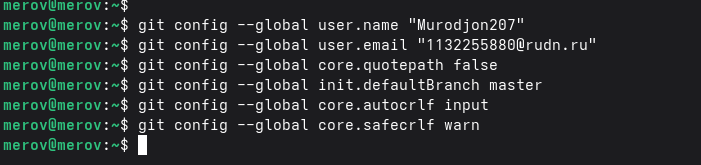 merov@merov:~$
merov@merov:~$ git config --global user.name "Murodjon207"
merov@merov:~$ git config --global user.email "1132255880@rudn.ru"
merov@merov:~$ git config --global core.quotepath false
merov@merov:~$ git config --global init.defaultBranch master
merov@merov:~$ git config --global core.autocrlf input
merov@merov:~$ git config --global core.safecrlf warn
merov@merov:~$